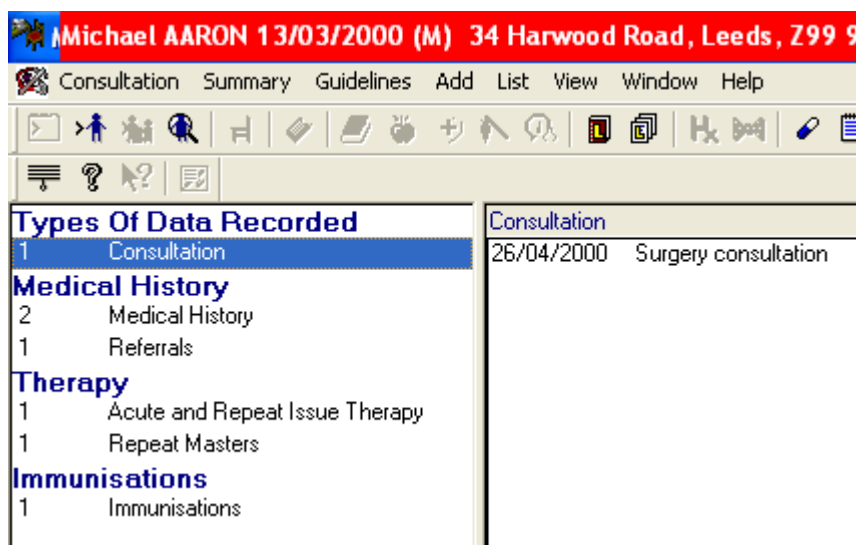 Michael AARON 13/03/2000 (M) 34 Harwood Road, Leeds, Z99 9
Consultation Summary Guidelines Add List View Window Help
Types Of Data Recorded
1 Consultation
Medical History
2 Medical History
1 Referrals
Therapy
1 Acute and Repeat Issue Therapy
1 Repeat Masters
Immunisations
1 Immunisations
Consultation
26/04/2000 Surgery consultation